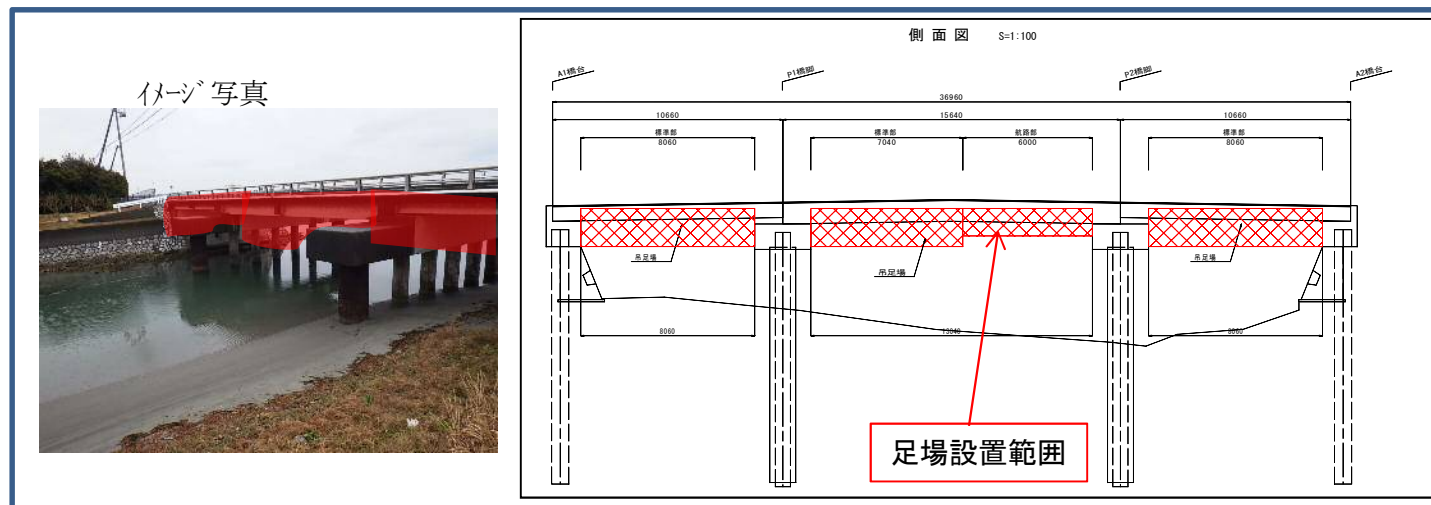 ｲﾒｰｼﾞ写真
側面図 S=1:100
A1橋台
P1橋脚
P2橋脚
A2橋台
36960
10660
15640
10660
標準部
8060
標準部
7040
航路部
6000
標準部
8060
吊足場
吊足場
吊足場
8060
13040
8060
足場設置範囲